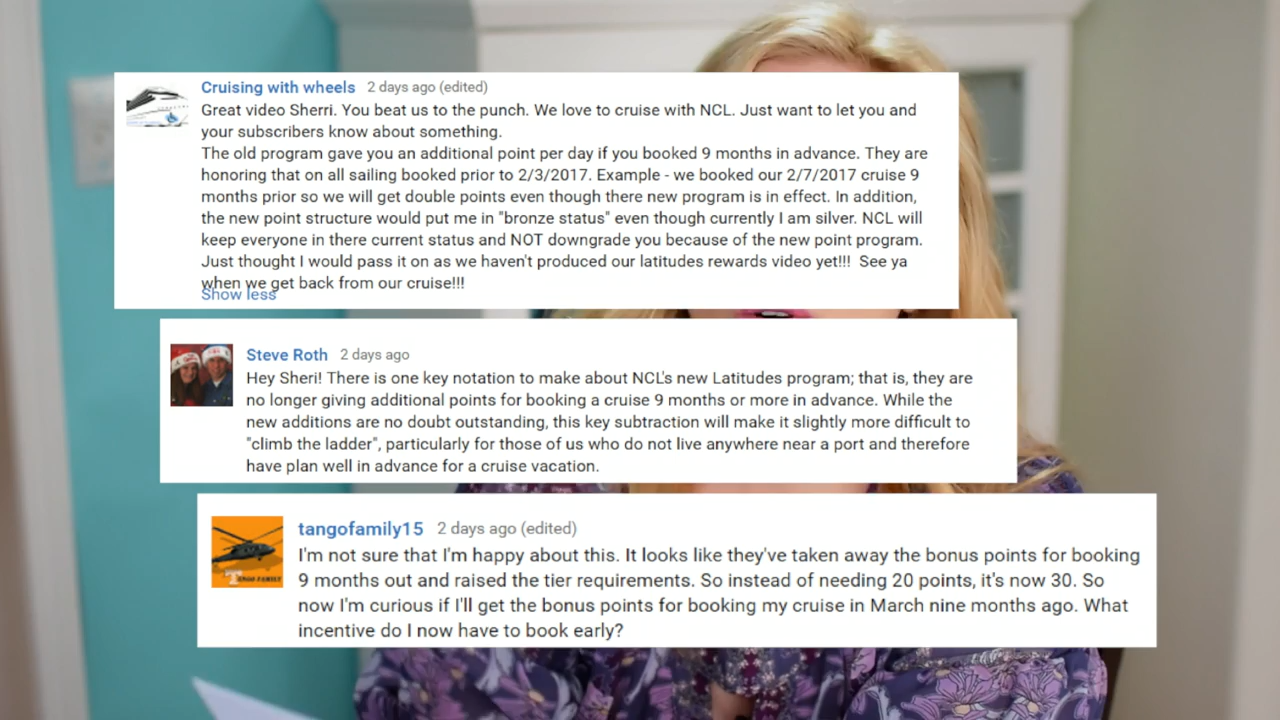 Cruising with wheels 2 days ago (edited)
Great video Sherri. You beat us to the punch. We love to cruise with NCL. Just want to let you and
your subscribers know about something.
The old program gave you an additional point per day if you booked 9 months in advance. They are
honoring that on all sailing booked prior to 2/3/2017. Example - we booked our 2/7/2017 cruise 9
months prior so we will get double points even though there new program is in effect. In addition,
the new point structure would put me in "bronze status" even though currently I am silver. NCL will
keep everyone in there current status and NOT downgrade you because of the new point program.
Just thought I would pass it on as we haven't produced our latitudes rewards video yet!!! See ya
when we get back from our cruise!!!
Show less
Steve Roth 2 days ago
Hey Sheri! There is one key notation to make about NCL's new Latitudes program; that is, they are
no longer giving additional points for booking a cruise 9 months or more in advance. While the
new additions are no doubt outstanding, this key subtraction will make it slightly more difficult to
"climb the ladder", particularly for those of us who do not live anywhere near a port and therefore
have plan well in advance for a cruise vacation.
tangofamily15 2 days ago (edited)
I'm not sure that I'm happy about this. It looks like they've taken away the bonus points for booking
9 months out and raised the tier requirements. So instead of needing 20 points, it's now 30. So
now I'm curious if I'll get the bonus points for booking my cruise in March nine months ago. What
incentive do I now have to book early?
TANGO FAMILY